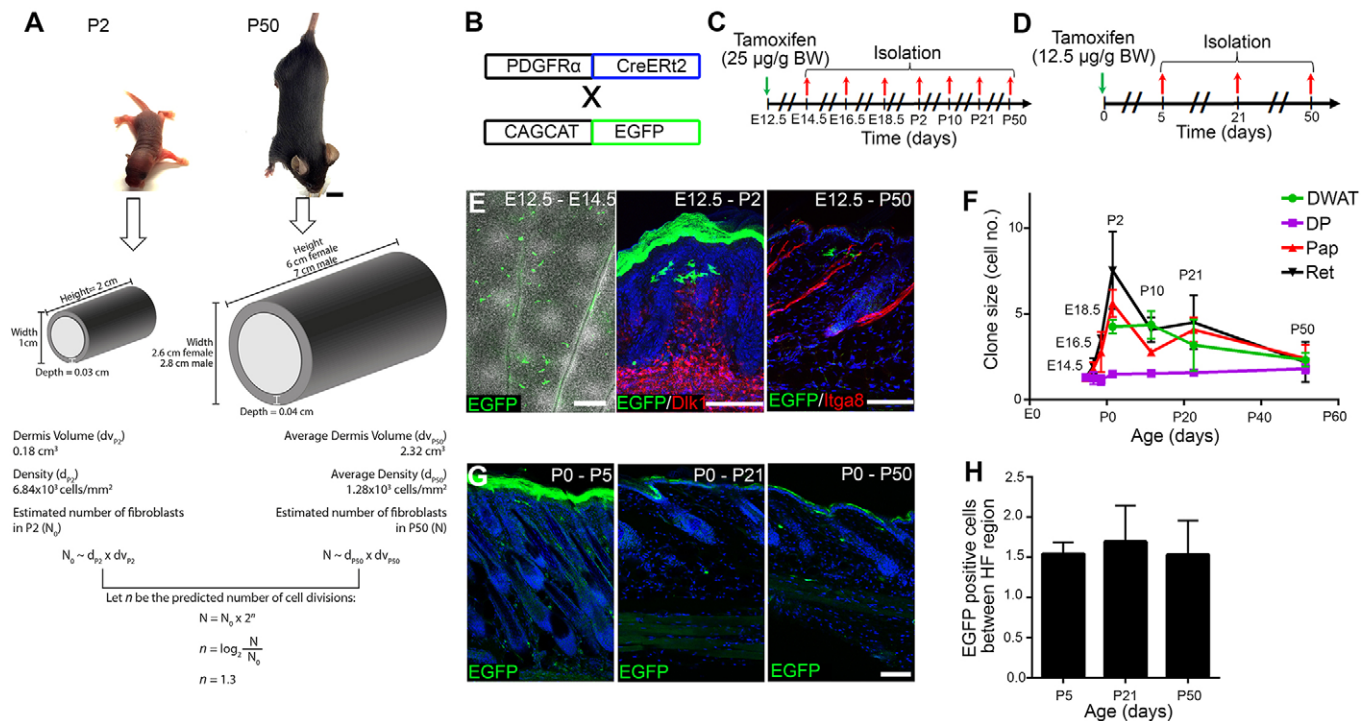 A
P2
P50
Height= 2 cm
Width
1cm
Depth = 0.03 cm
Height
6 cm female
7 cm male
Width
2.6 cm female
2.8 cm male
Depth = 0.04 cm
Dermis Volume (dvP2)
0.18 cm³
Density (dP2)
6.84x10³ cells/mm²
Estimated number of fibroblasts
in P2 (N0)
N0 ~ dP2 x dvP2
Average Dermis Volume (dvP50)
2.32 cm³
Average Density (dP50)
1.28x10³ cells/mm²
Estimated number of fibroblasts
in P50 (N)
N ~ dP50 x dvP50
Let n be the predicted number of cell divisions:
N = N0 x 2ⁿ
n = log2 N
N0
n = 1.3
B
PDGFRα CreERt2
X
CAGCAT EGFP
C
Tamoxifen
(25 µg/g BW)
Isolation
E12.5 E14.5 E16.5 E18.5 P2 P10 P21 P50
Time (days)
D
Tamoxifen
(12.5 µg/g BW)
Isolation
0 5 21 50
Time (days)
E
E12.5 - E14.5
EGFP
E12.5 - P2
EGFP/Dlk1
E12.5 - P50
EGFP/Itga8
F
DWAT
DP
Pap
Ret
Clone size (cell no.)
10
5
0
E14.5
E16.5
E18.5
P2
P10
P21
P50
E0 P0 P20 P40 P60
Age (days)
G
P0 - P5
EGFP
P0 - P21
EGFP
P0 - P50
EGFP
H
EGFP positive cells
between HF region
2.5
2.0
1.5
1.0
0.5
0.0
P5 P21 P50
Age (days)